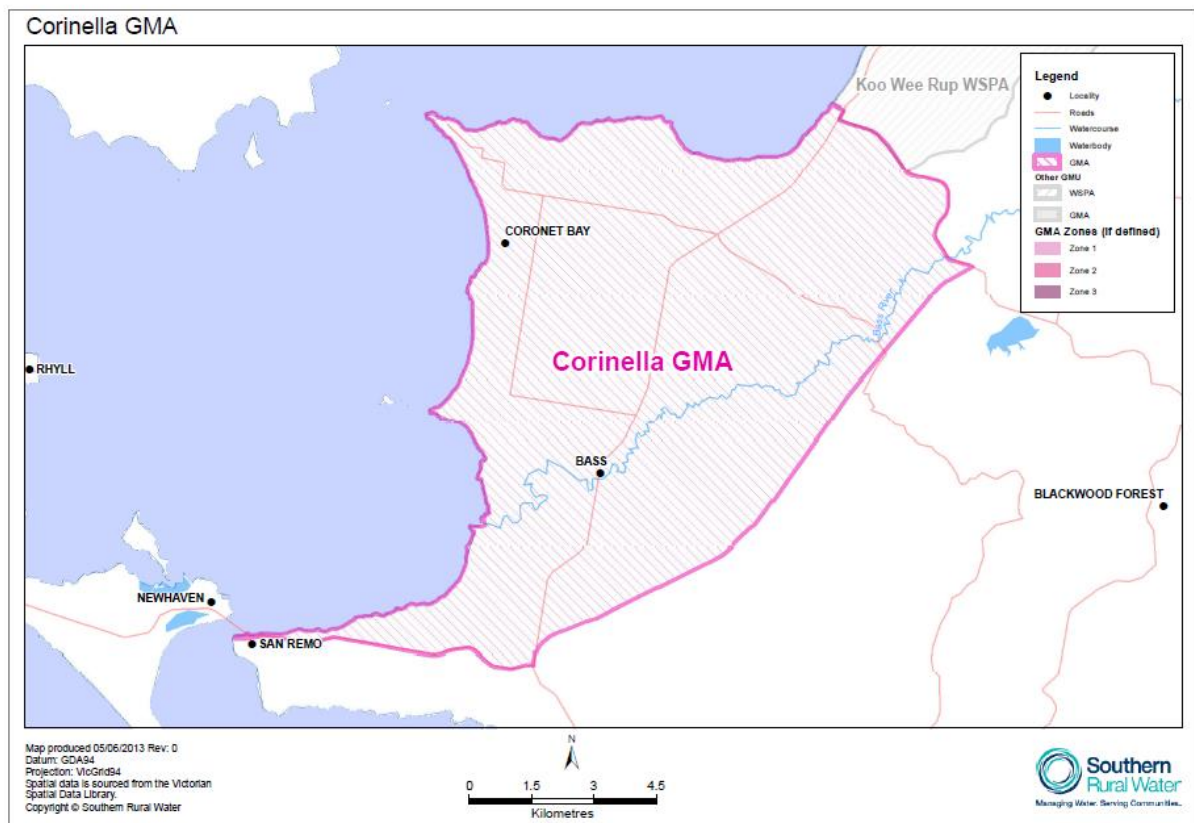 Corinella GMA
Koo Wee Rup WSPA
Legend
Locality
Roads
Watercourse
Waterbody
GMA
Other GMU
WSPA
GMA
GMA Zones (if defined)
Zone 1
Zone 2
Zone 3
CORONET BAY
Bass River
RHYLL
Corinella GMA
BASS
BLACKWOOD FOREST
NEWHAVEN
SAN REMO
Map produced 05/06/2013 Rev: 0
Datum: GDA94
Projection: VicGrid94
Spatial data is sourced from the Victorian
Spatial Data Library.
Copyright © Southern Rural Water
N
0 1.5 3 4.5
Kilometres
Southern
Rural Water
Managing Water. Serving Communities.